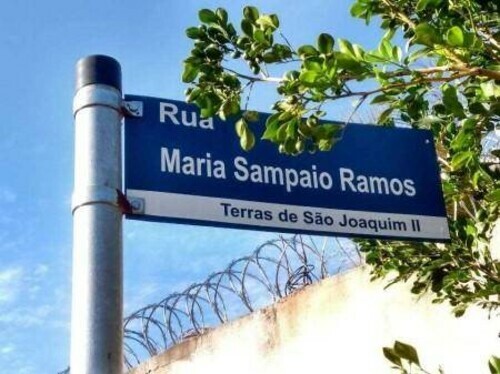 Rua
Maria Sampaio Ramos
Terras de São Joaquim II